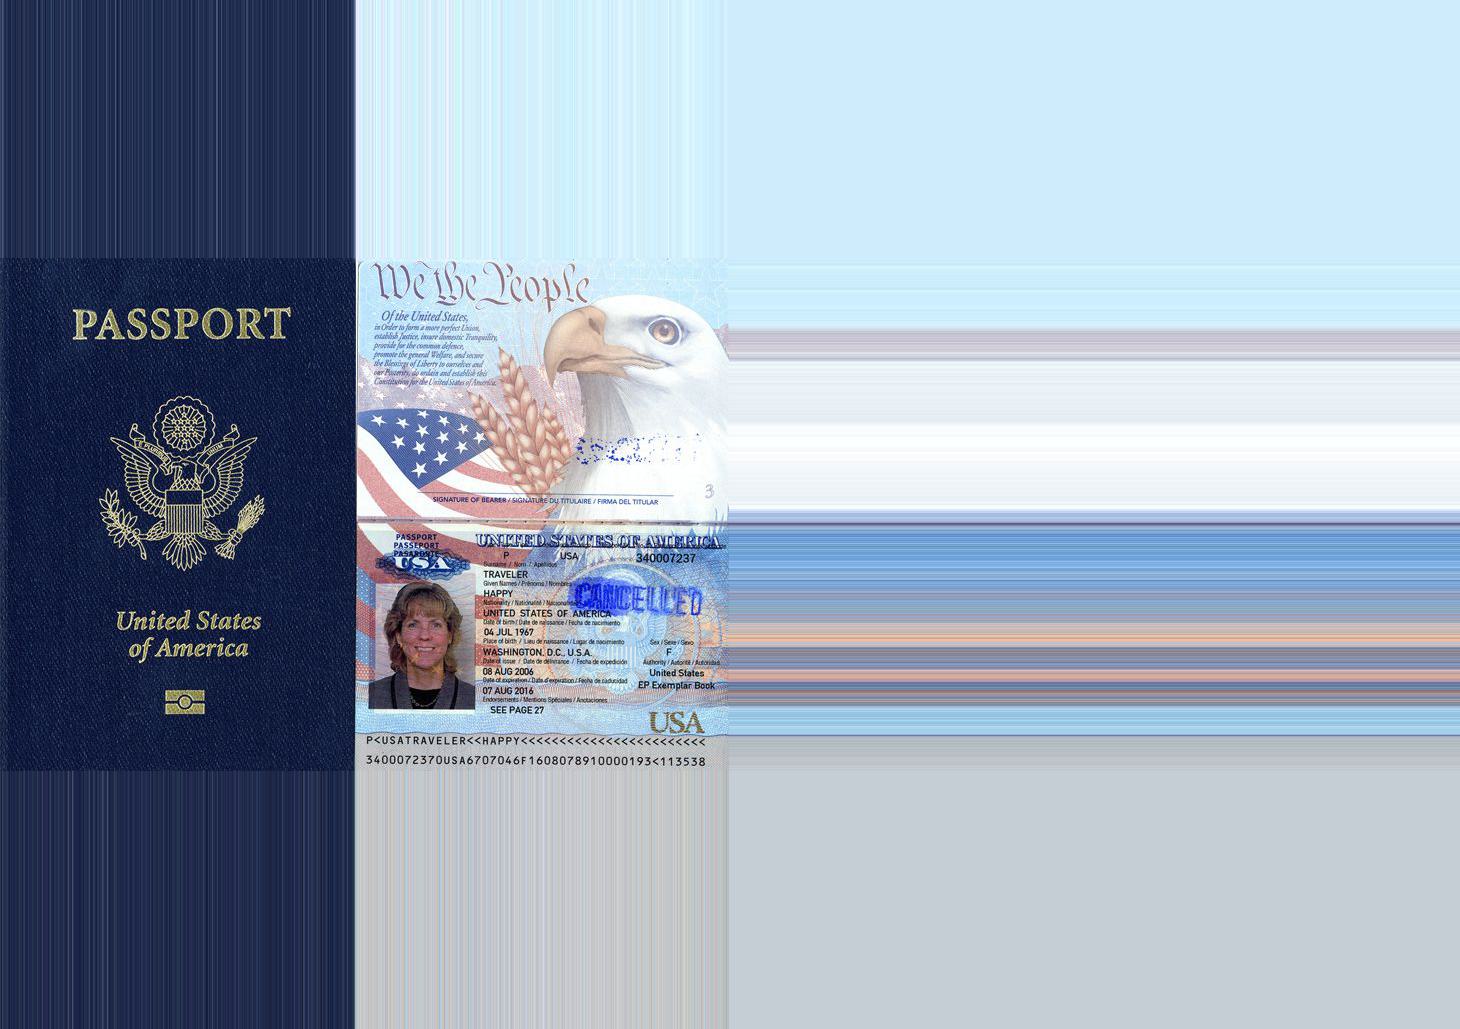 PASSPORT
United States
of America
We the People
Of the United States,
in Order to form a more perfect Union,
establish Justice, insure domestic Tranquility,
provide for the common defence,
promote the general Welfare, and secure
the Blessings of Liberty to ourselves and
our Posterity, do ordain and establish this
Constitution for the United States of America.
3
SIGNATURE OF BEARER / SIGNATURE DU TITULAIRE / FIRMA DEL TITULAR
PASSPORT
PASSEPORT
PASAPORTE
USA
UNITED STATES OF AMERICA
P USA 340007237
Surname / Nom / Apellidos
TRAVELER
Given Names / Prénoms / Nombres
HAPPY
CANCELLED
Nationality / Nationalité / Nacionalidad
UNITED STATES OF AMERICA
Date of birth / Date de naissance / Fecha de nacimiento
04 JUL 1967
Place of birth / Lieu de naissance / Lugar de nacimiento Sex / Sexe / Sexo
WASHINGTON, D.C., U.S.A. F
Date of issue / Date de délivrance / Fecha de expedición Authority / Autorité / Autoridad
08 AUG 2006 United States
Date of expiration / Date d'expiration / Fecha de caducidad EP Exemplar Book
07 AUG 2016
Endorsements / Mentions Spéciales / Anotaciones
SEE PAGE 27
USA
P<USATRAVELER<<HAPPY<<<<<<<<<<<<<<<<<<<<<<<<
3400072370USA6707046F1608078910000193<113538